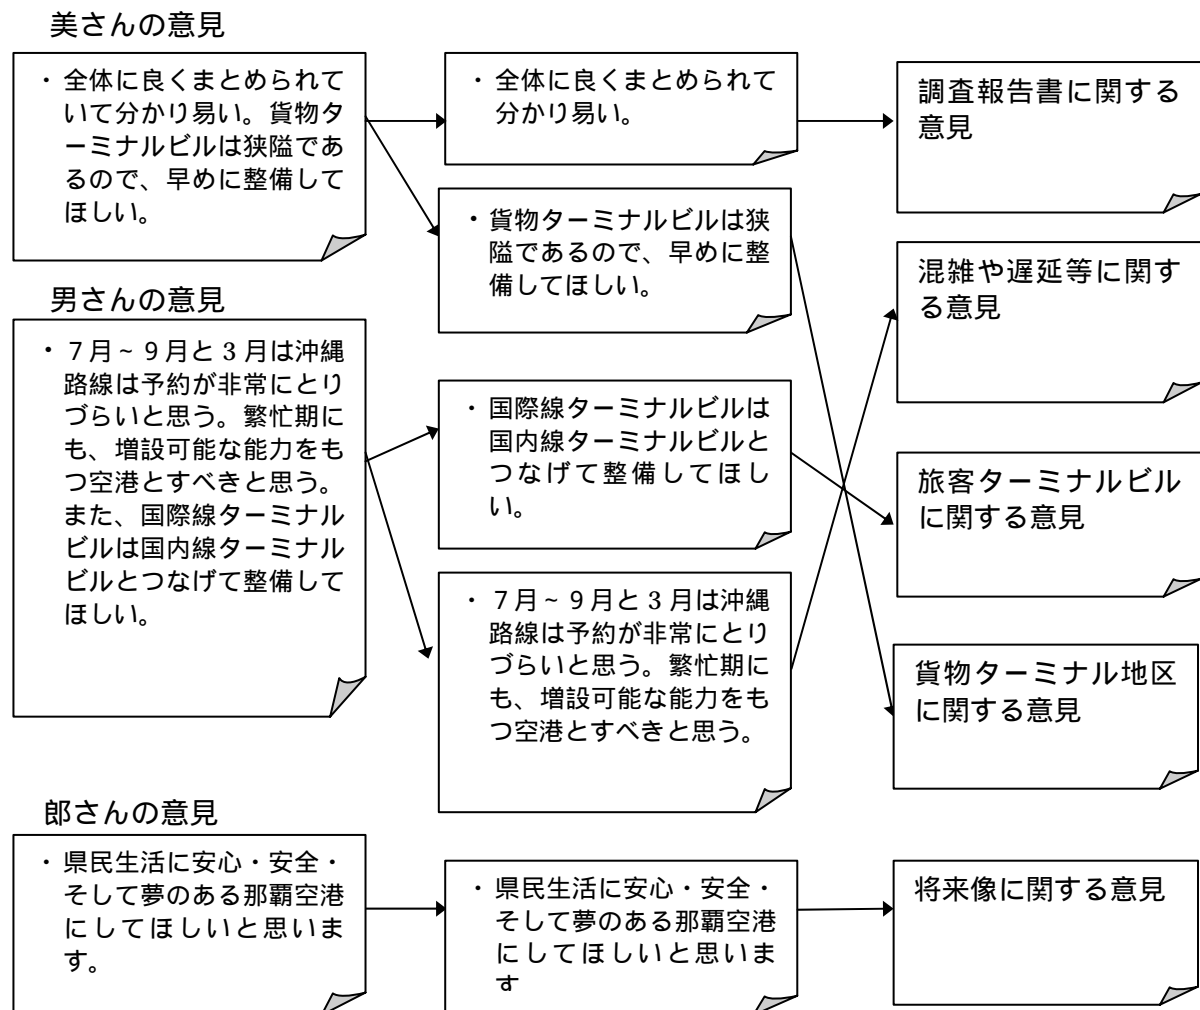 美さんの意見
・全体に良くまとめられて
いて分かり易い。貨物タ
ーミナルビルは狭隘であ
るので、早めに整備して
ほしい。
・全体に良くまとめられて
分かり易い。
調査報告書に関する
意見
・貨物ターミナルビルは狭
隘であるので、早めに整
備してほしい。
混雑や遅延等に関す
る意見
男さんの意見
・7月~9月と3月は沖縄
路線は予約が非常にとり
づらいと思う。繁忙期に
も、増設可能な能力をも
つ空港とすべきと思う。
また、国際線ターミナル
ビルは国内線ターミナル
ビルとつなげて整備して
ほしい。
・国際線ターミナルビルは
国内線ターミナルビルと
つなげて整備してほし
い。
旅客ターミナルビル
に関する意見
・7月~9月と3月は沖縄
路線は予約が非常にとり
づらいと思う。繁忙期に
も、増設可能な能力をも
つ空港とすべきと思う。
貨物ターミナル地区
に関する意見
郎さんの意見
・県民生活に安心・安全・
そして夢のある那覇空港
にしてほしいと思いま
す。
・県民生活に安心・安全・
そして夢のある那覇空港
にしてほしいと思いま
す
将来像に関する意見